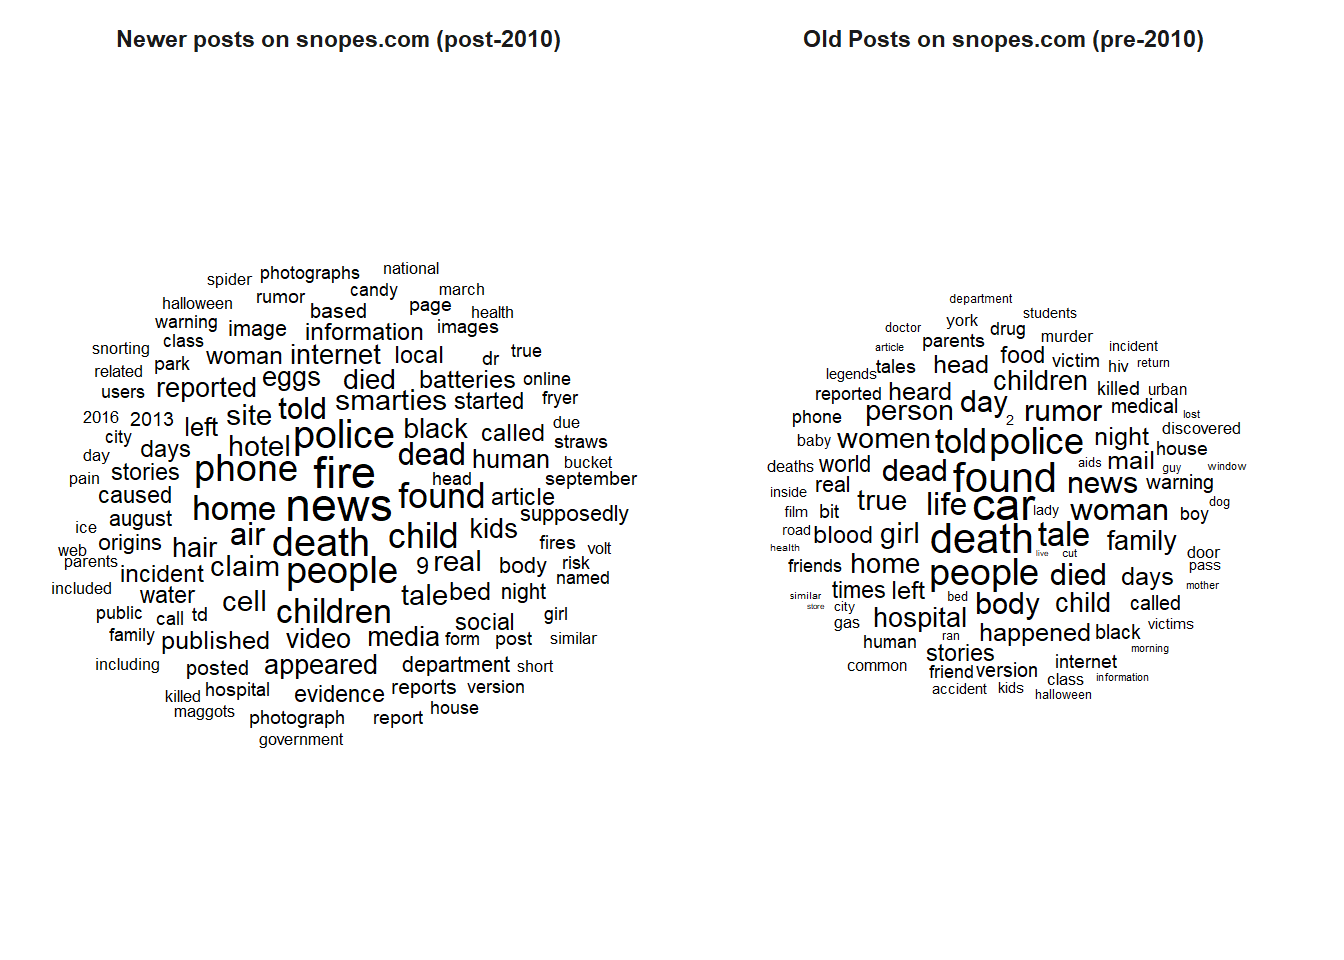 Newer posts on snopes.com (post-2010)
spider photographs national
halloween rumor candy march
warning based page health
class image information images
snorting woman internet local dr true
related park
users reported eggs died batteries online
2016 2013 left site told smarties started fryer
city hotel police black called due
day days dead human straws
pain stories phone fire head bucket
caused home news found article september
ice august supposedly
web origins hair air death child kids fires volt
parents incident claim people 9 real body risk
included water cell children tale bed night named
public call td social girl
family published video media form post similar
including posted appeared department short
killed hospital evidence reports version
maggots photograph report house
government
Old Posts on snopes.com (pre-2010)
department
doctor york drug students
article parents murder incident
legends tales head food victim hiv return
reported heard children killed urban
phone person day 2 rumor medical lost
baby women told police night discovered
deaths world dead aids mail guy house window
inside real found news warning
film bit true life car lady woman boy dog
road blood girl death tale family
health live cut door
friends home people died days pass
similar times left bed mother
store city body child called
gas hospital victims
human ran happened black morning
common stories
friend version internet information
accident kids class
halloween